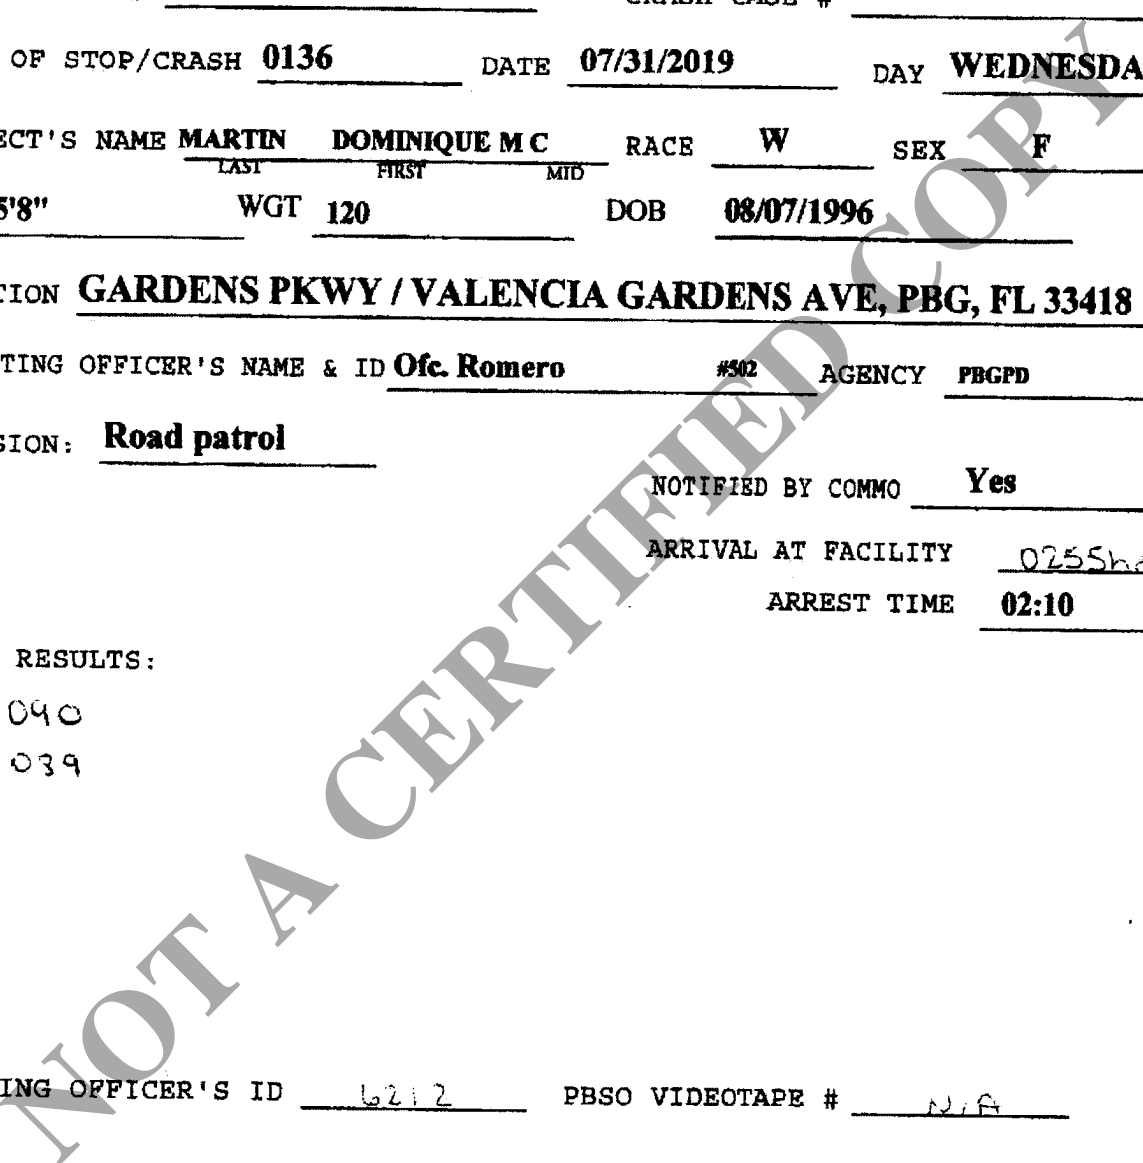 CRASH CASE #
OF STOP/CRASH 0136 DATE 07/31/2019 DAY WEDNESDA
ECT'S NAME MARTIN DOMINIQUE M C RACE W SEX F
LAST FIRST MID
5'8" WGT 120 DOB 08/07/1996
TION GARDENS PKWY / VALENCIA GARDENS AVE, PBG, FL 33418
TING OFFICER'S NAME & ID Ofc. Romero #502 AGENCY PBGPD
SION: Road patrol
NOTIFIED BY COMMO Yes
ARRIVAL AT FACILITY 0255h
ARREST TIME 02:10
RESULTS:
040
039
ING OFFICER'S ID 6212 PBSO VIDEOTAPE # N/A
NOT A CERTIFIED COPY